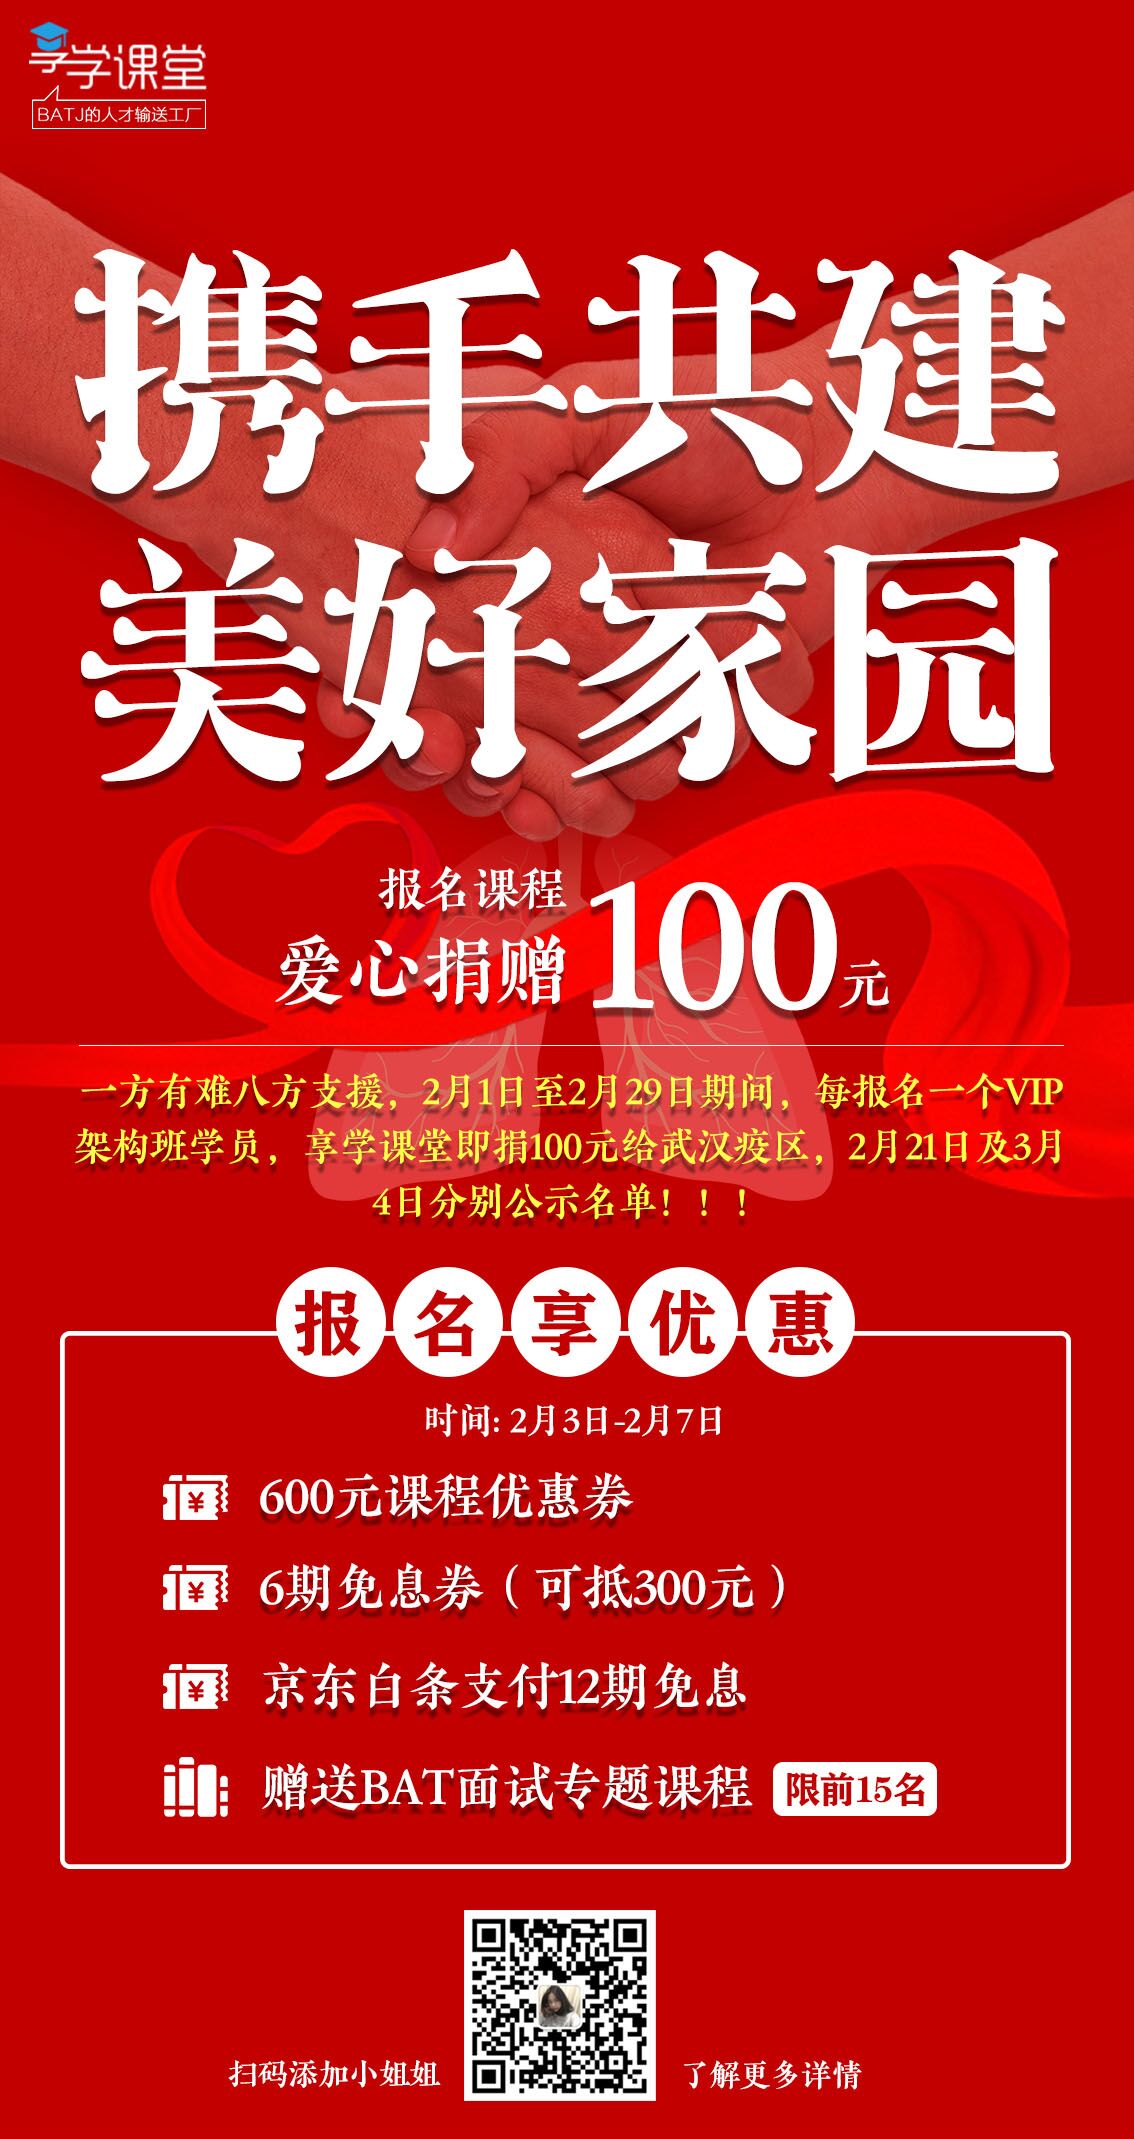 享学课堂
BATJ的人才输送工厂
携手共建
美好家园
报名课程
爱心捐赠100元
一方有难八方支援，2月1日至2月29日期间，每报名一个VIP
架构班学员，享学课堂即捐100元给武汉疫区，2月21日及3月
4日分别公示名单！！！
报名享优惠
时间: 2月3日-2月7日
¥ 600元课程优惠券
¥ 6期免息券（可抵300元）
¥ 京东白条支付12期免息
赠送BAT面试专题课程 限前15名
扫码添加小姐姐 了解更多详情